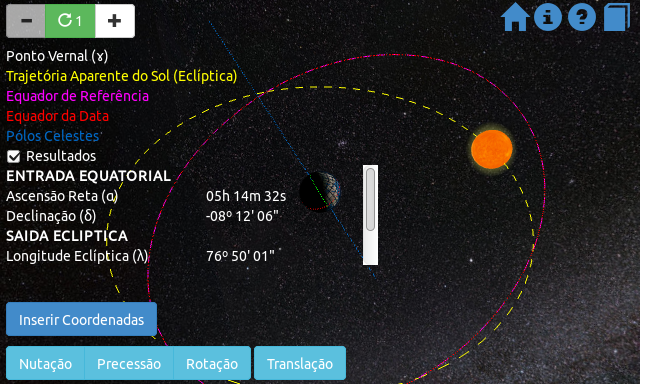 1
Ponto Vernal (ɤ)
Trajetória Aparente do Sol (Eclíptica)
Equador de Referência
Equador da Data
Pólos Celestes
Resultados
ENTRADA EQUATORIAL
Ascensão Reta (α) 05h 14m 32s
Declinação (δ) -08º 12' 06"
SAIDA ECLIPTICA
Longitude Eclíptica (λ) 76º 50' 01"
Inserir Coordenadas
Nutação Precessão Rotação Translação